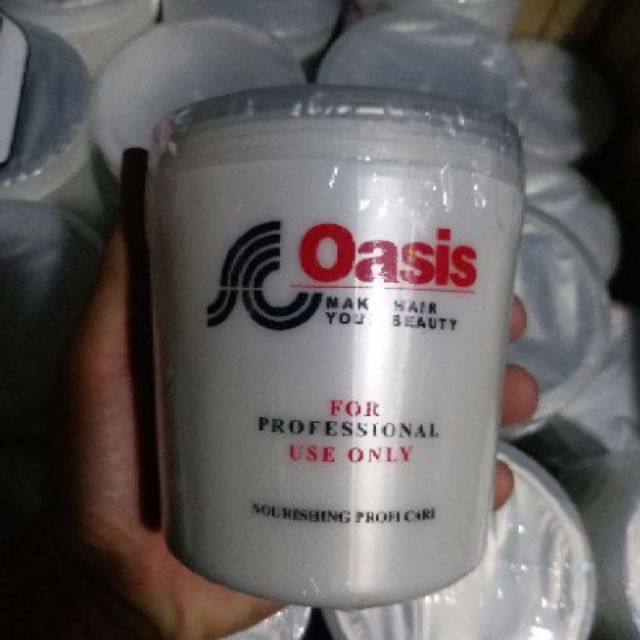 Oasis
MAKE HAIR
YOUR BEAUTY
FOR
PROFESSIONAL
USE ONLY
NOURISHING PROFI CARE